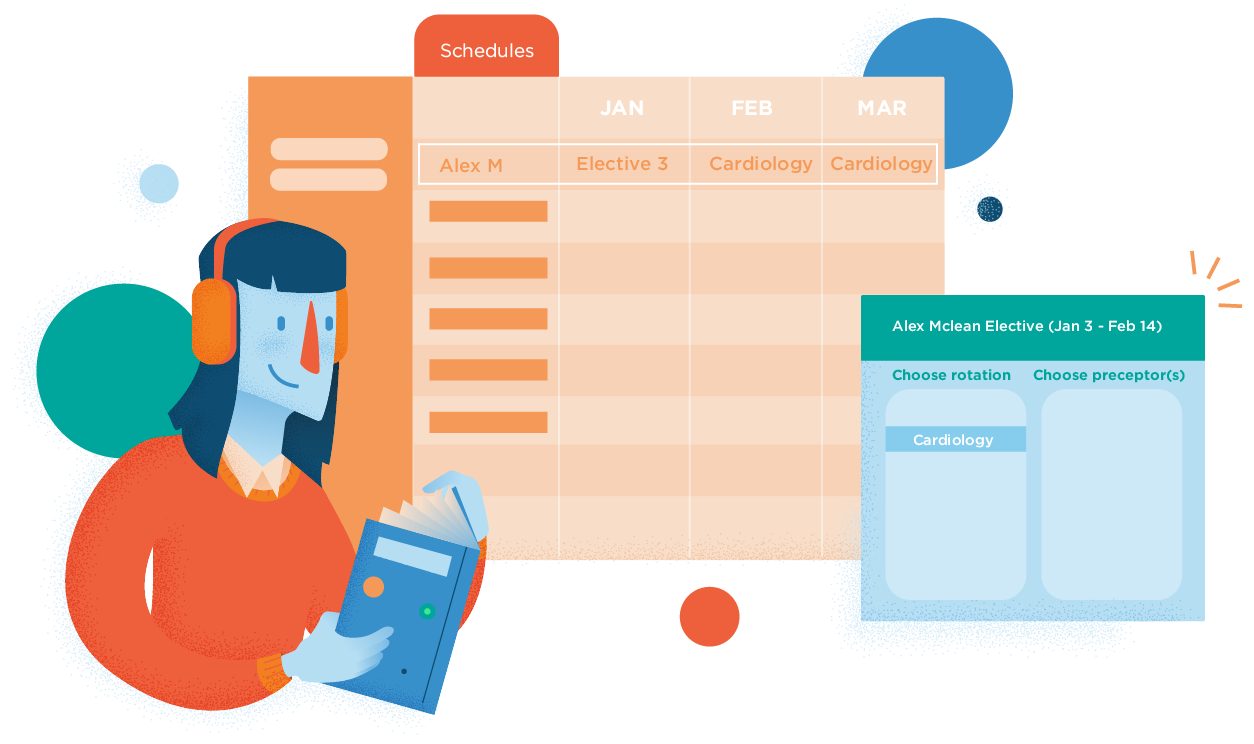 Schedules
JAN FEB MAR
Alex M Elective 3 Cardiology Cardiology
Alex Mclean Elective (Jan 3 - Feb 14)
Choose rotation Choose preceptor(s)
Cardiology